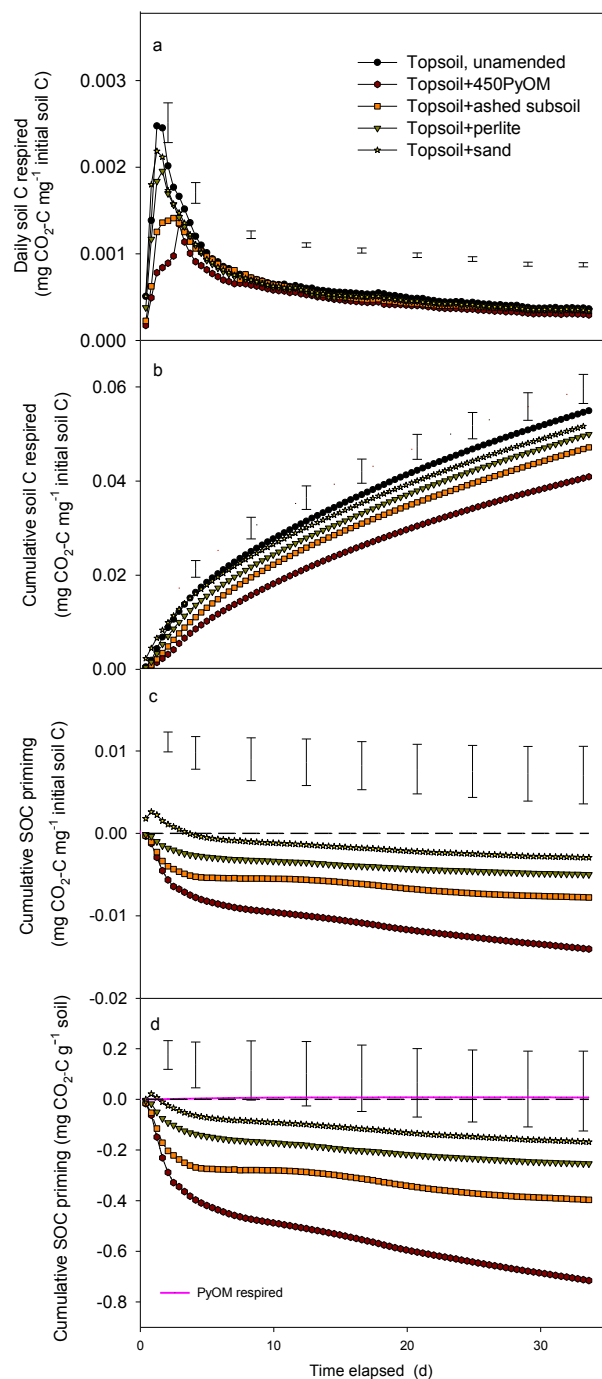 a
Topsoil, unamended
Topsoil+450PyOM
Topsoil+ashed subsoil
Topsoil+perlite
Topsoil+sand
Daily soil C respired
(mg CO2-C mg⁻¹ initial soil C)
0.003
0.002
0.001
0.000
b
Cumulative soil C respired
(mg CO2-C mg⁻¹ initial soil C)
0.06
0.04
0.02
0.00
c
Cumulative SOC primimg
(mg CO2-C mg⁻¹ initial soil C)
0.01
0.00
-0.01
-0.02
d
Cumulative SOC priming (mg CO2-C g⁻¹ soil)
0.2
0.0
-0.2
-0.4
-0.6
-0.8
PyOM respired
0 10 20 30
Time elapsed (d)